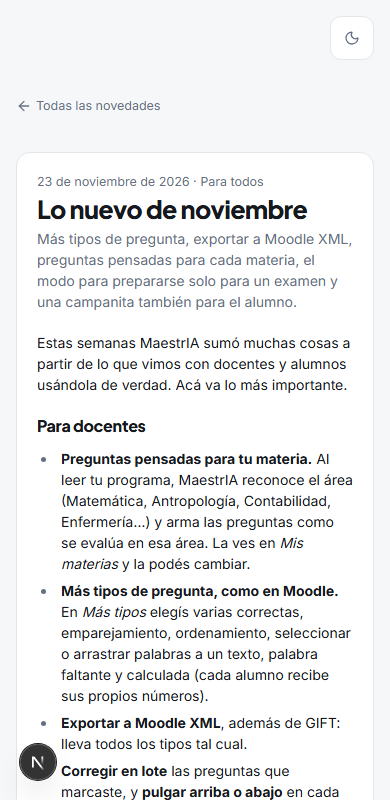 Todas las novedades
23 de noviembre de 2026 · Para todos
Lo nuevo de noviembre
Más tipos de pregunta, exportar a Moodle XML,
preguntas pensadas para cada materia, el
modo para prepararse solo para un examen y
una campanita también para el alumno.
Estas semanas MaestrIA sumó muchas cosas a
partir de lo que vimos con docentes y alumnos
usándola de verdad. Acá va lo más importante.
Para docentes
Preguntas pensadas para tu materia. Al
leer tu programa, MaestrIA reconoce el área
(Matemática, Antropología, Contabilidad,
Enfermería…) y arma las preguntas como
se evalúa en esa área. La ves en Mis
materias y la podés cambiar.
Más tipos de pregunta, como en Moodle.
En Más tipos elegís varias correctas,
emparejamiento, ordenamiento, seleccionar
o arrastrar palabras a un texto, palabra
faltante y calculada (cada alumno recibe
sus propios números).
Exportar a Moodle XML, además de GIFT:
lleva todos los tipos tal cual.
N
Corregir en lote las preguntas que
marcaste, y pulgar arriba o abajo en cada